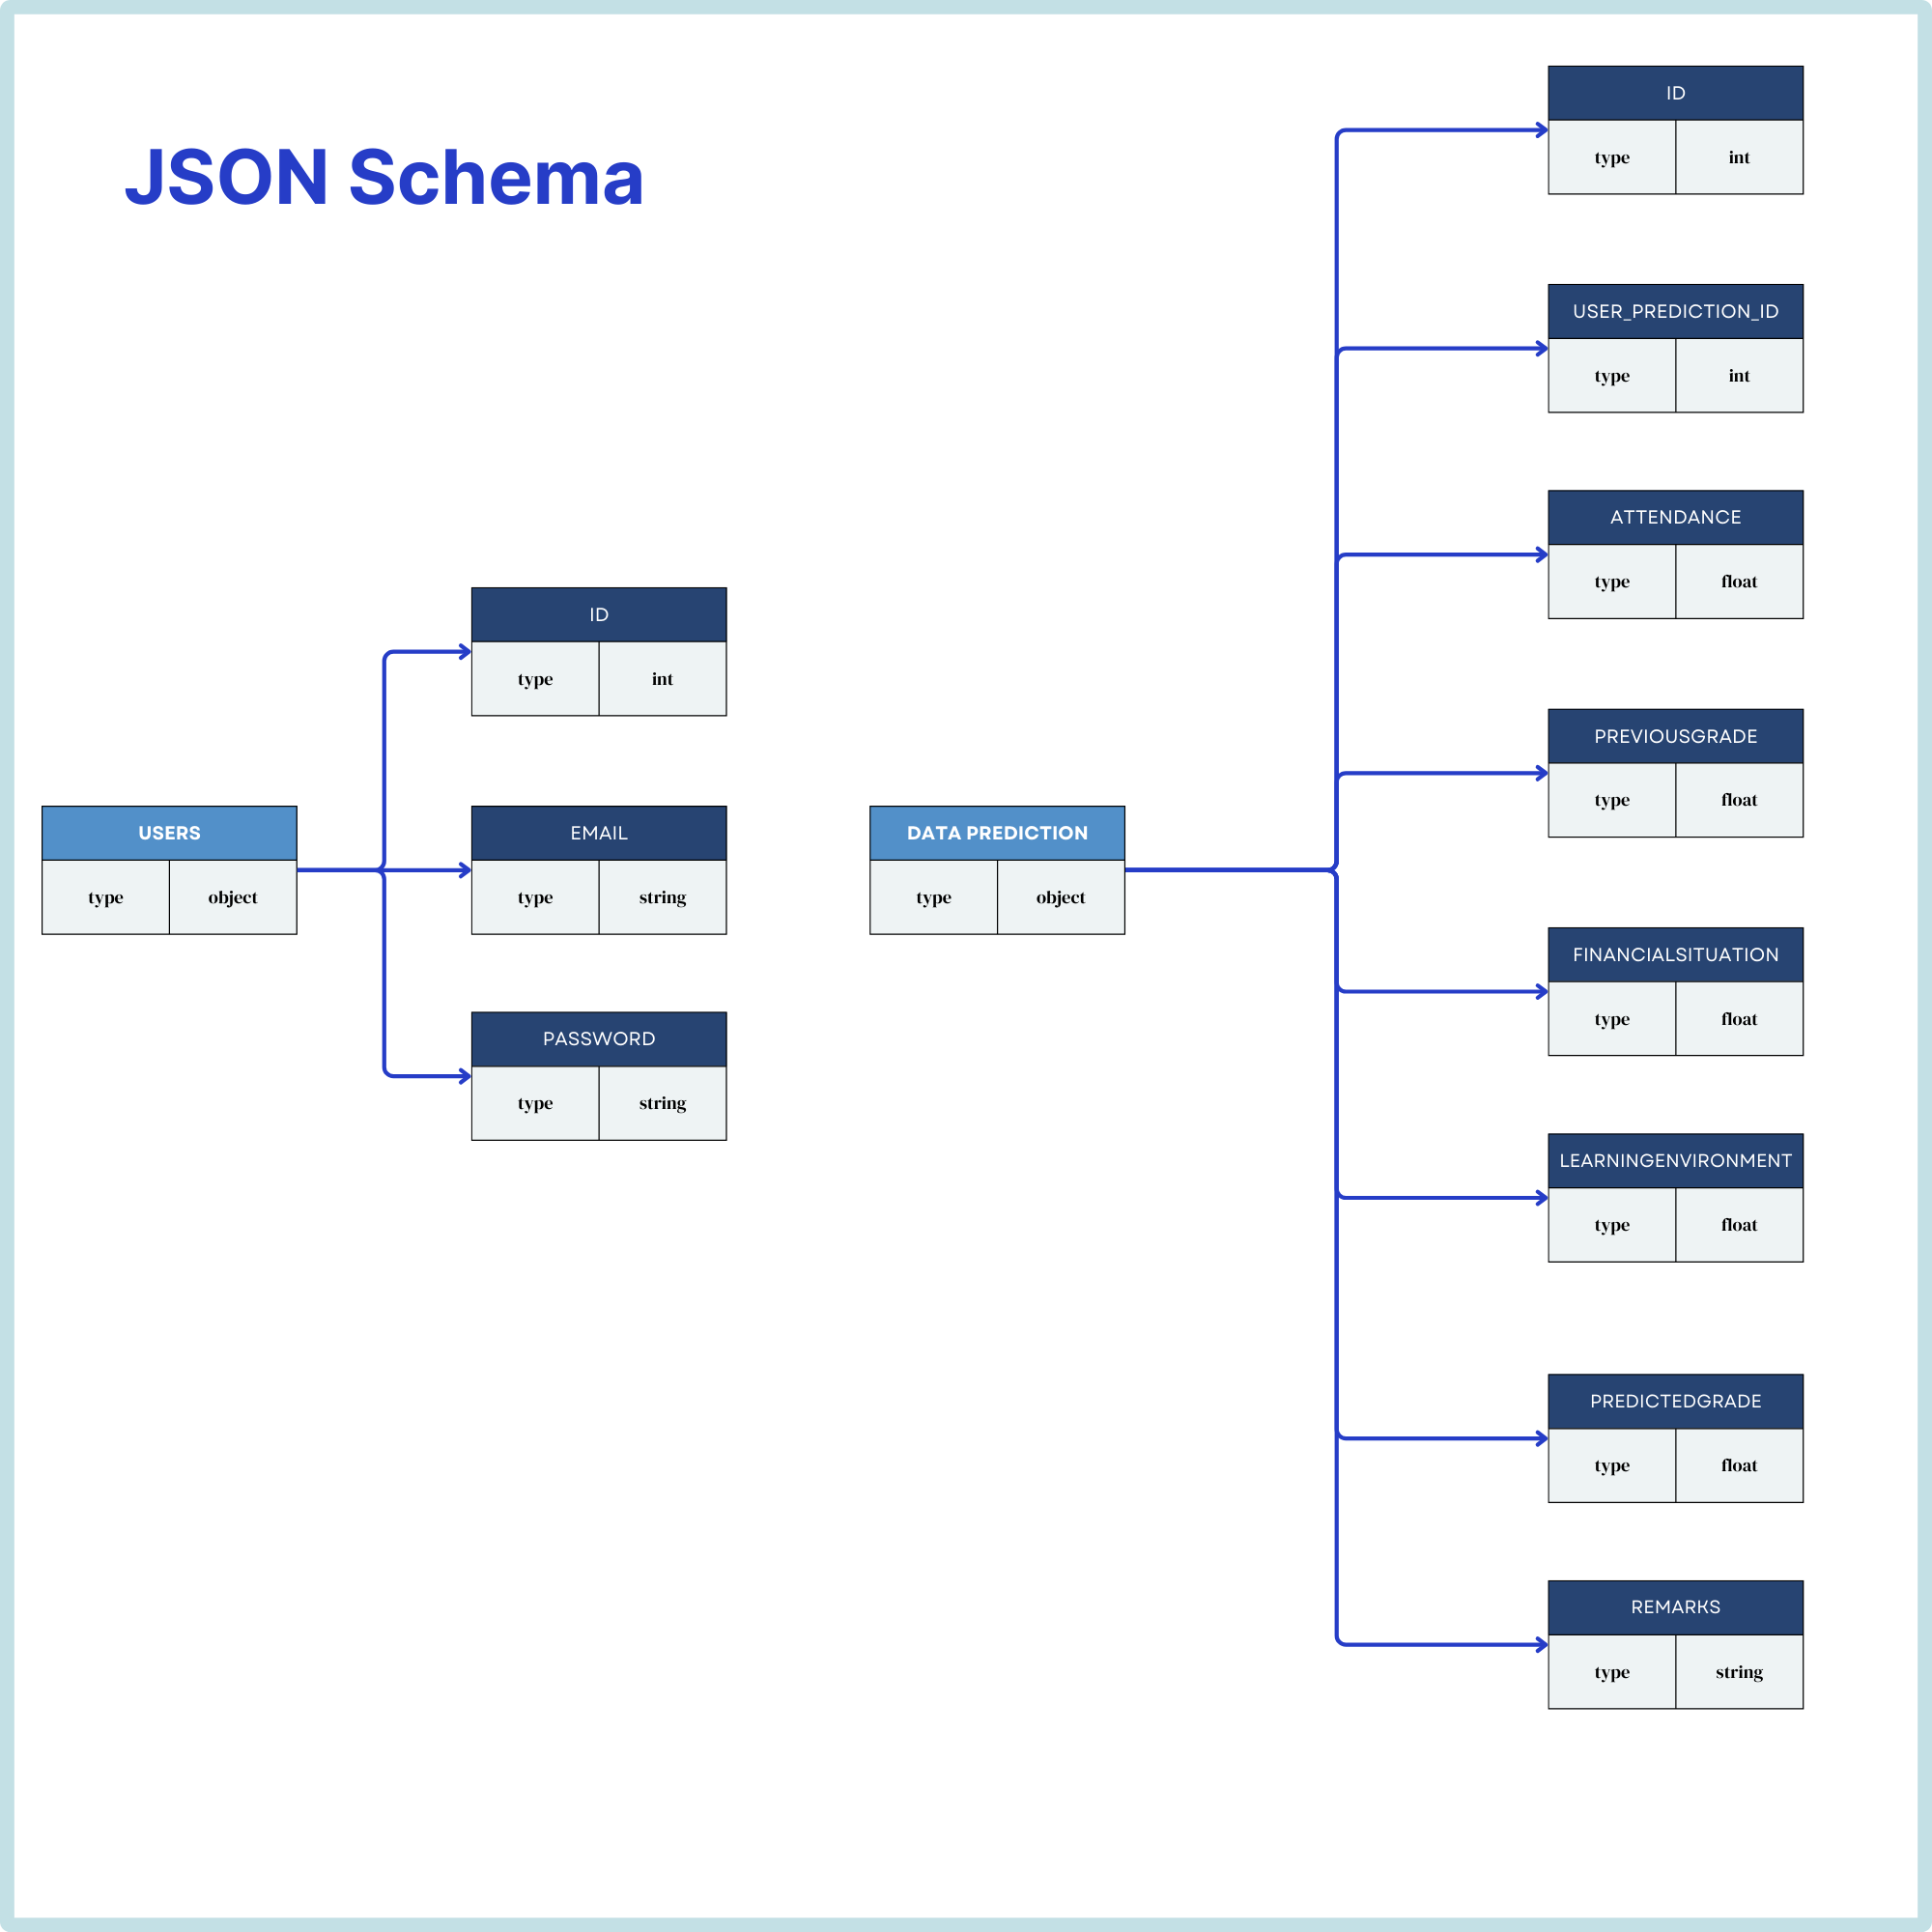 JSON Schema
USERS
type object
ID
type int
EMAIL
type string
PASSWORD
type string
DATA PREDICTION
type object
ID
type int
USER_PREDICTION_ID
type int
ATTENDANCE
type float
PREVIOUSGRADE
type float
FINANCIALSITUATION
type float
LEARNINGENVIRONMENT
type float
PREDICTEDGRADE
type float
REMARKS
type string